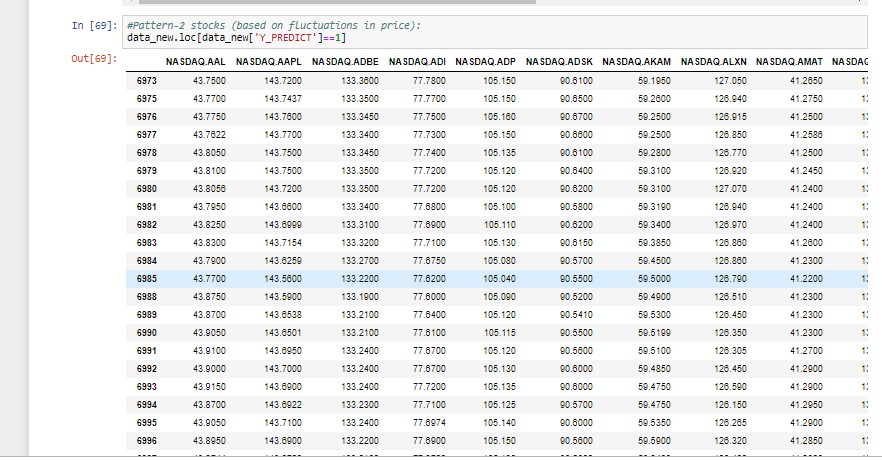 In [69]: #Pattern-2 stocks (based on fluctuations in price):
data_new.loc[data_new['Y_PREDICT']==1]
Out[69]:
NASDAQ.AAL NASDAQ.AAPL NASDAQ.ADBE NASDAQ.ADI NASDAQ.ADP NASDAQ.ADSK NASDAQ.AKAM NASDAQ.ALXN NASDAQ.AMAT NASDAQ
6973 43.7500 143.7200 133.3600 77.7800 105.150 90.6100 59.1950 127.050 41.2650
6975 43.7700 143.7437 133.3500 77.7700 105.150 90.6500 59.2600 126.940 41.2750
6976 43.7750 143.7600 133.3450 77.7500 105.160 90.6700 59.2500 126.915 41.2500
6977 43.7622 143.7700 133.3400 77.7300 105.150 90.6600 59.2500 126.850 41.2586
6978 43.8050 143.7500 133.3450 77.7400 105.135 90.6100 59.2800 126.770 41.2500
6979 43.8100 143.7500 133.3500 77.7200 105.120 90.6400 59.3100 126.920 41.2450
6980 43.8056 143.7200 133.3500 77.7200 105.120 90.6200 59.3100 127.070 41.2400
6981 43.7950 143.6600 133.3400 77.6800 105.100 90.5800 59.3190 126.940 41.2400
6982 43.8250 143.6999 133.3100 77.6900 105.110 90.6200 59.3400 126.970 41.2400
6983 43.8300 143.7154 133.3200 77.7100 105.130 90.6150 59.3850 126.860 41.2600
6984 43.7900 143.6259 133.2700 77.6750 105.080 90.5700 59.4500 126.860 41.2300
6985 43.7700 143.5600 133.2200 77.6200 105.040 90.5500 59.5000 126.790 41.2200
6988 43.8750 143.5900 133.1900 77.6000 105.090 90.5200 59.4900 126.510 41.2300
6989 43.8700 143.6538 133.2100 77.6400 105.120 90.5410 59.5300 126.450 41.2300
6990 43.9050 143.6501 133.2100 77.6100 105.115 90.5500 59.5199 126.350 41.2300
6991 43.9100 143.6950 133.2400 77.6700 105.120 90.5600 59.5100 126.305 41.2700
6992 43.9000 143.7000 133.2400 77.6700 105.130 90.6000 59.4850 126.450 41.2900
6993 43.9150 143.6900 133.2400 77.7200 105.135 90.6000 59.4750 126.590 41.2900
6994 43.8700 143.6922 133.2300 77.7100 105.125 90.5700 59.4750 126.150 41.2950
6995 43.9050 143.7100 133.2400 77.6974 105.140 90.6000 59.5350 126.265 41.2900
6996 43.8950 143.6900 133.2200 77.6900 105.150 90.5600 59.5900 126.320 41.2850